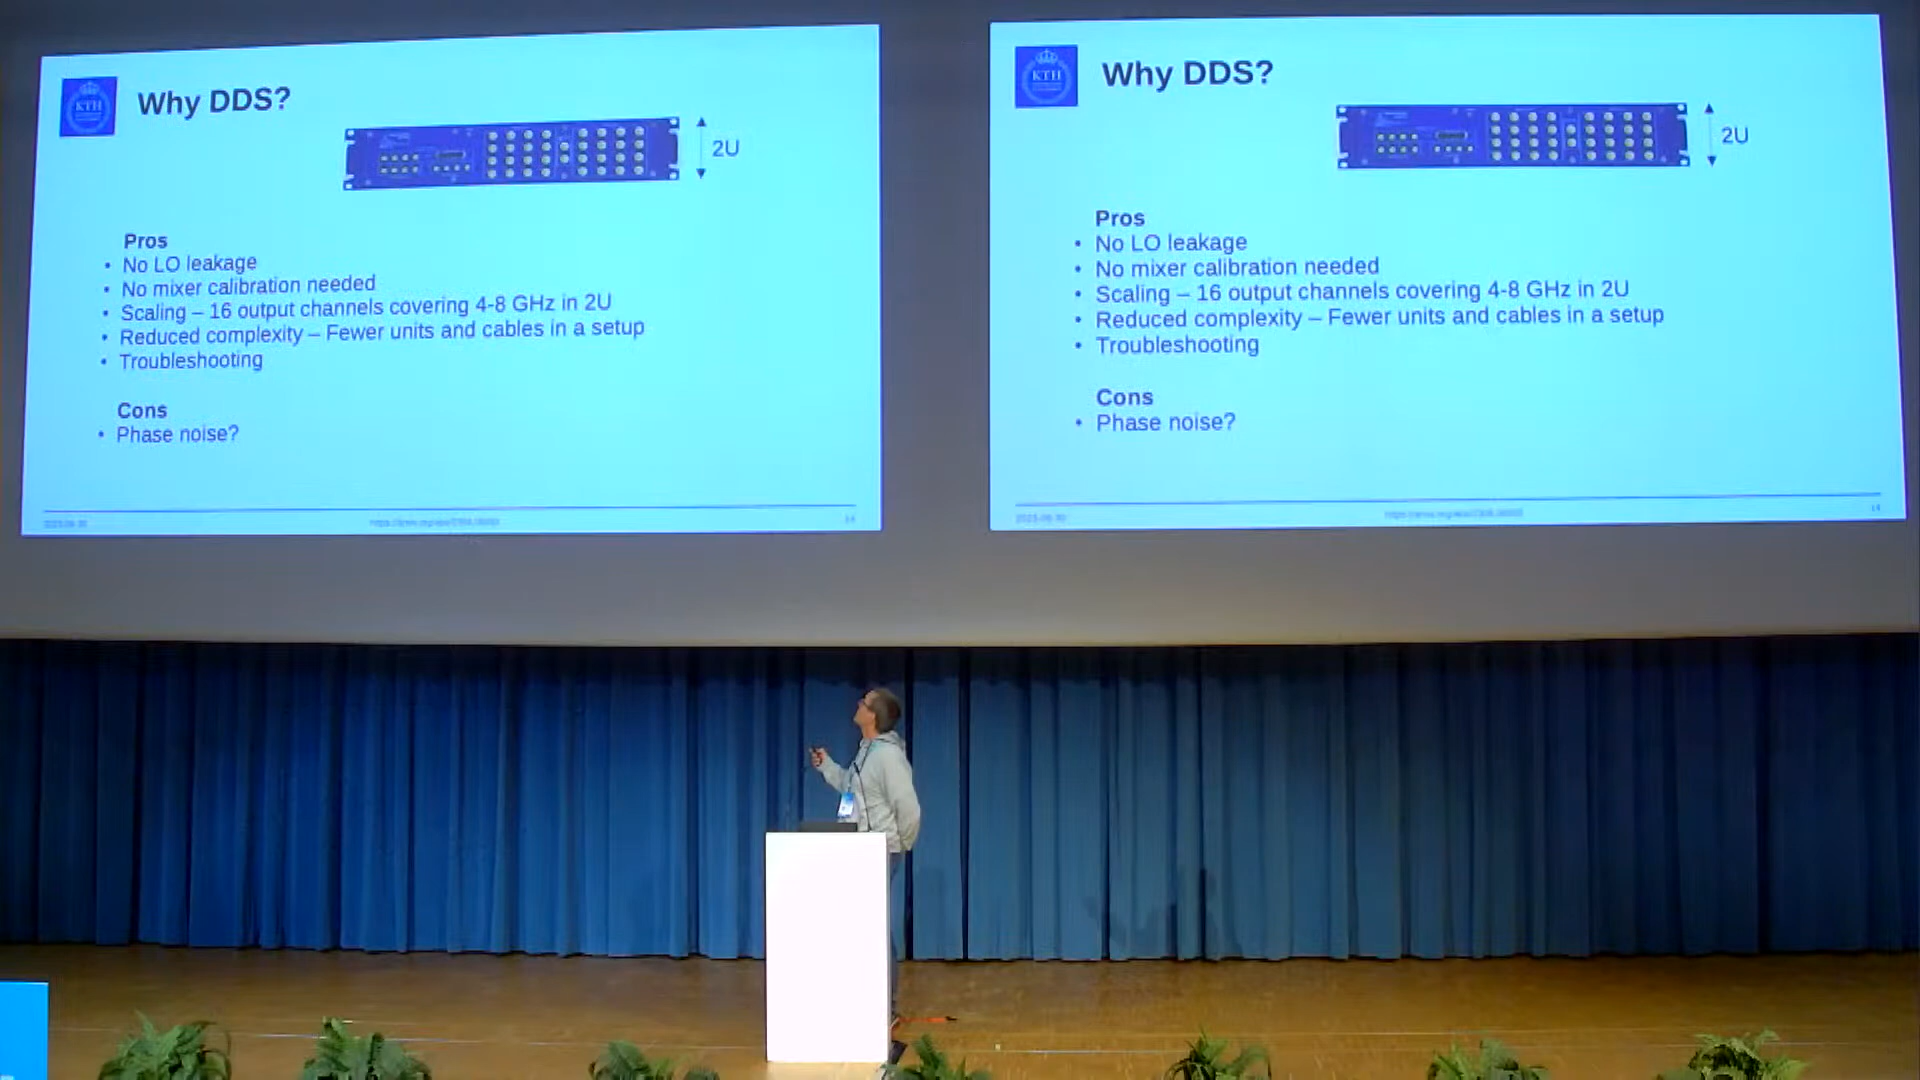 KTH
Why DDS?
2U
Pros
• No LO leakage
• No mixer calibration needed
• Scaling – 16 output channels covering 4-8 GHz in 2U
• Reduced complexity – Fewer units and cables in a setup
• Troubleshooting
Cons
• Phase noise?
KTH
Why DDS?
2U
Pros
• No LO leakage
• No mixer calibration needed
• Scaling – 16 output channels covering 4-8 GHz in 2U
• Reduced complexity – Fewer units and cables in a setup
• Troubleshooting
Cons
• Phase noise?